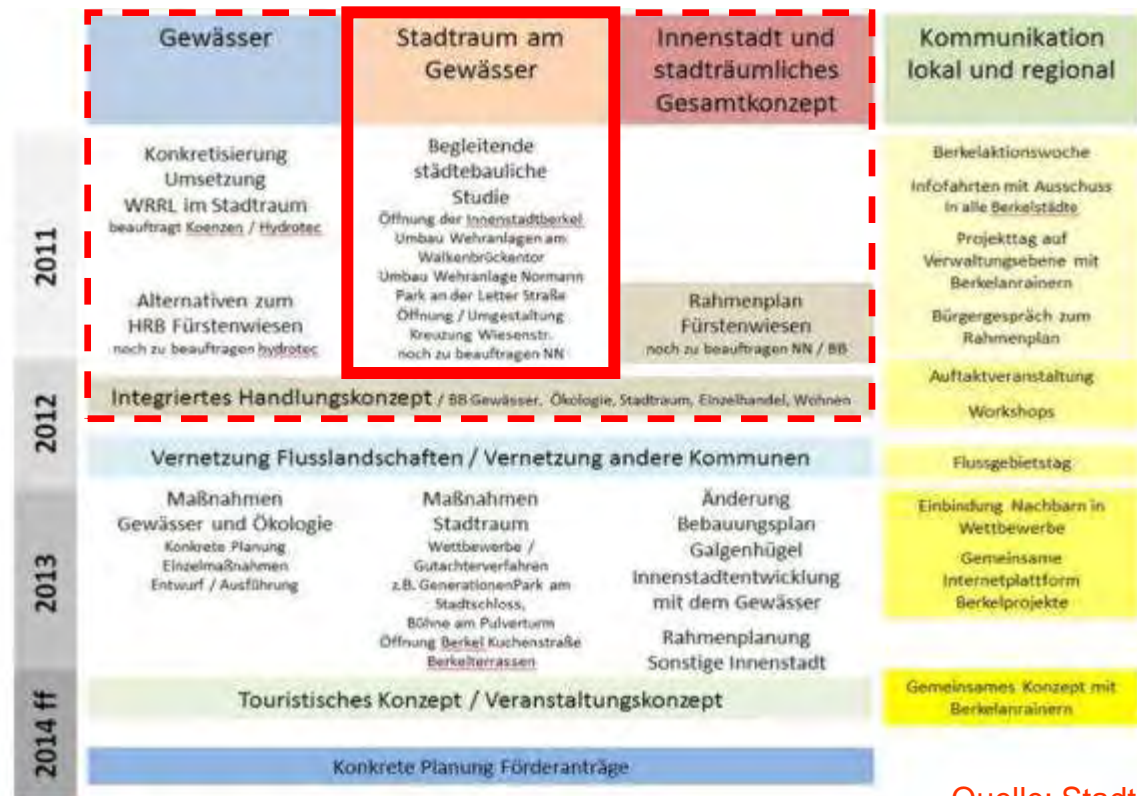 Gewässer
Stadtraum am
Gewässer
Innenstadt und
stadträumliches
Gesamtkonzept
Kommunikation
lokal und regional
2011
Konkretisierung
Umsetzung
WRRL im Stadtraum
beauftragt Koenzen / Hydrotec
Alternativen zum
HRB Fürstenwiesen
noch zu beauftragen hydrotec
Begleitende
städtebauliche
Studie
Öffnung der Innenstadtberkel
Umbau Wehranlagen am
Walkenbrückentor
Umbau Wehranlage Normann
Park an der Letter Straße
Öffnung / Umgestaltung
Kreuzung Wiesenstr.
noch zu beauftragen NN
Rahmenplan
Fürstenwiesen
noch zu beauftragen NN / BB
Berkelaktionswoche
Infofahrten mit Ausschuss
in alle Berkelstädte
Projekttag auf
Verwaltungsebene mit
Berkelanrainern
Bürgergespräch zum
Rahmenplan
2012
Integriertes Handlungskonzept / BB Gewässer, Ökologie, Stadtraum, Einzelhandel, Wohnen
Auftaktveranstaltung
Workshops
Vernetzung Flusslandschaften / Vernetzung andere Kommunen
Flussgebietstag
2013
Maßnahmen
Gewässer und Ökologie
Konkrete Planung
Einzelmaßnahmen
Entwurf / Ausführung
Maßnahmen
Stadtraum
Wettbewerbe /
Gutachterverfahren
z.B. GenerationenPark am
Stadtschloss,
Bühne am Pulverturm
Öffnung Berkel Kuchenstraße
Berkelterrassen
Änderung
Bebauungsplan
Galgenhügel
Innenstadtentwicklung
mit dem Gewässer
Rahmenplanung
Sonstige Innenstadt
Einbindung Nachbarn in
Wettbewerbe
Gemeinsame
Internetplattform
Berkelprojekte
2014 ff
Touristisches Konzept / Veranstaltungskonzept
Gemeinsames Konzept mit
Berkelanrainern
Konkrete Planung Förderanträge